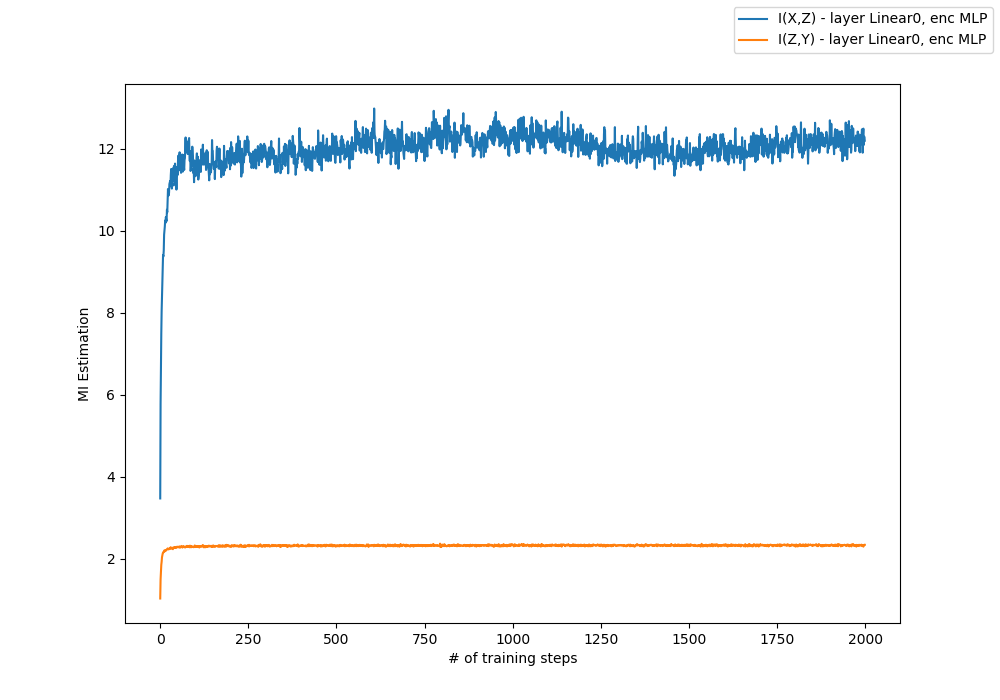 I(X,Z) - layer Linear0, enc MLP
I(Z,Y) - layer Linear0, enc MLP
12
10
8
6
4
2
MI Estimation
0 250 500 750 1000 1250 1500 1750 2000
# of training steps